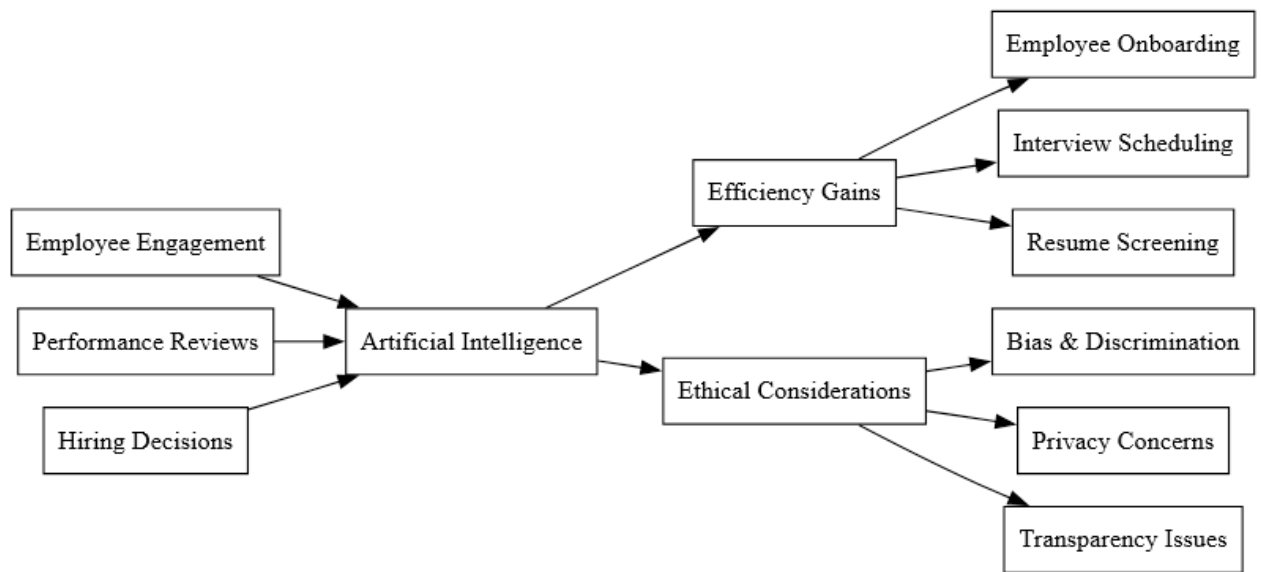 Employee Engagement
Performance Reviews
Hiring Decisions
Artificial Intelligence
Efficiency Gains
Ethical Considerations
Employee Onboarding
Interview Scheduling
Resume Screening
Bias & Discrimination
Privacy Concerns
Transparency Issues